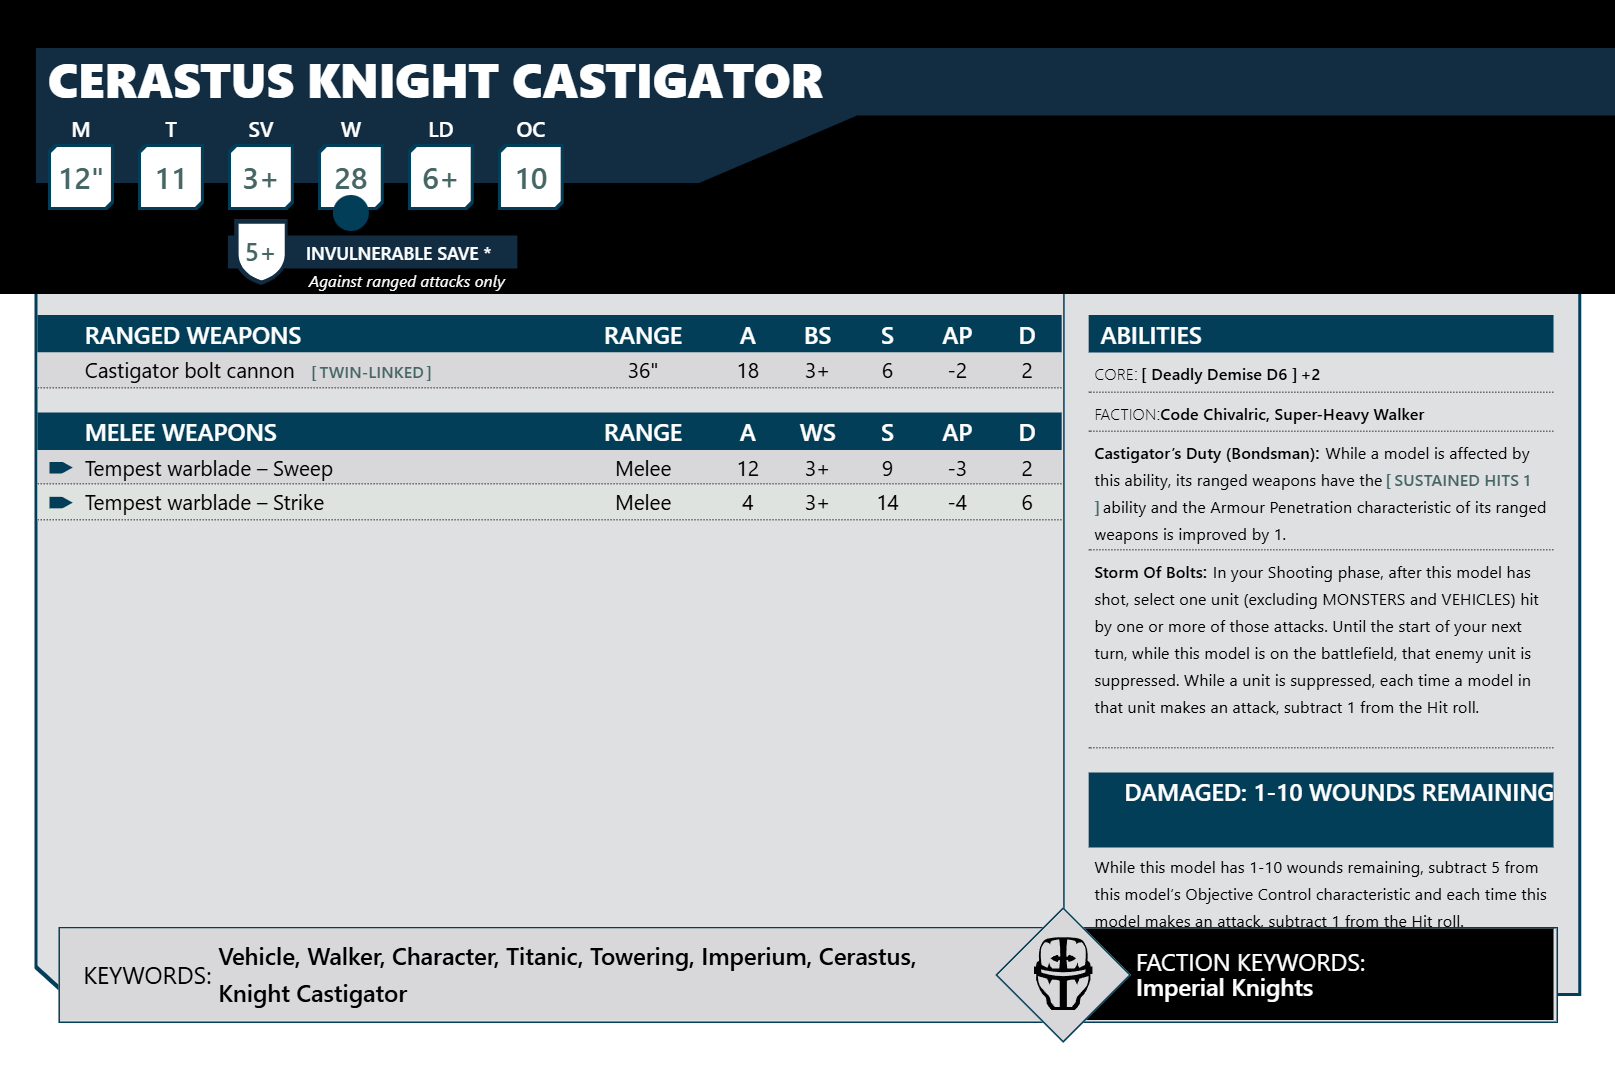 CERASTUS KNIGHT CASTIGATOR
M T SV W LD OC
12" 11 3+ 28 6+ 10
5+ INVULNERABLE SAVE *
Against ranged attacks only
RANGED WEAPONS RANGE A BS S AP D
Castigator bolt cannon [ TWIN-LINKED ] 36" 18 3+ 6 -2 2
MELEE WEAPONS RANGE A WS S AP D
Tempest warblade – Sweep Melee 12 3+ 9 -3 2
Tempest warblade – Strike Melee 4 3+ 14 -4 6
ABILITIES
CORE: [ Deadly Demise D6 ] +2
FACTION:Code Chivalric, Super-Heavy Walker
Castigator’s Duty (Bondsman): While a model is affected by
this ability, its ranged weapons have the [ SUSTAINED HITS 1
] ability and the Armour Penetration characteristic of its ranged
weapons is improved by 1.
Storm Of Bolts: In your Shooting phase, after this model has
shot, select one unit (excluding MONSTERS and VEHICLES) hit
by one or more of those attacks. Until the start of your next
turn, while this model is on the battlefield, that enemy unit is
suppressed. While a unit is suppressed, each time a model in
that unit makes an attack, subtract 1 from the Hit roll.
DAMAGED: 1-10 WOUNDS REMAINING
While this model has 1-10 wounds remaining, subtract 5 from
this model’s Objective Control characteristic and each time this
model makes an attack, subtract 1 from the Hit roll.
KEYWORDS: Vehicle, Walker, Character, Titanic, Towering, Imperium, Cerastus,
Knight Castigator
FACTION KEYWORDS:
Imperial Knights